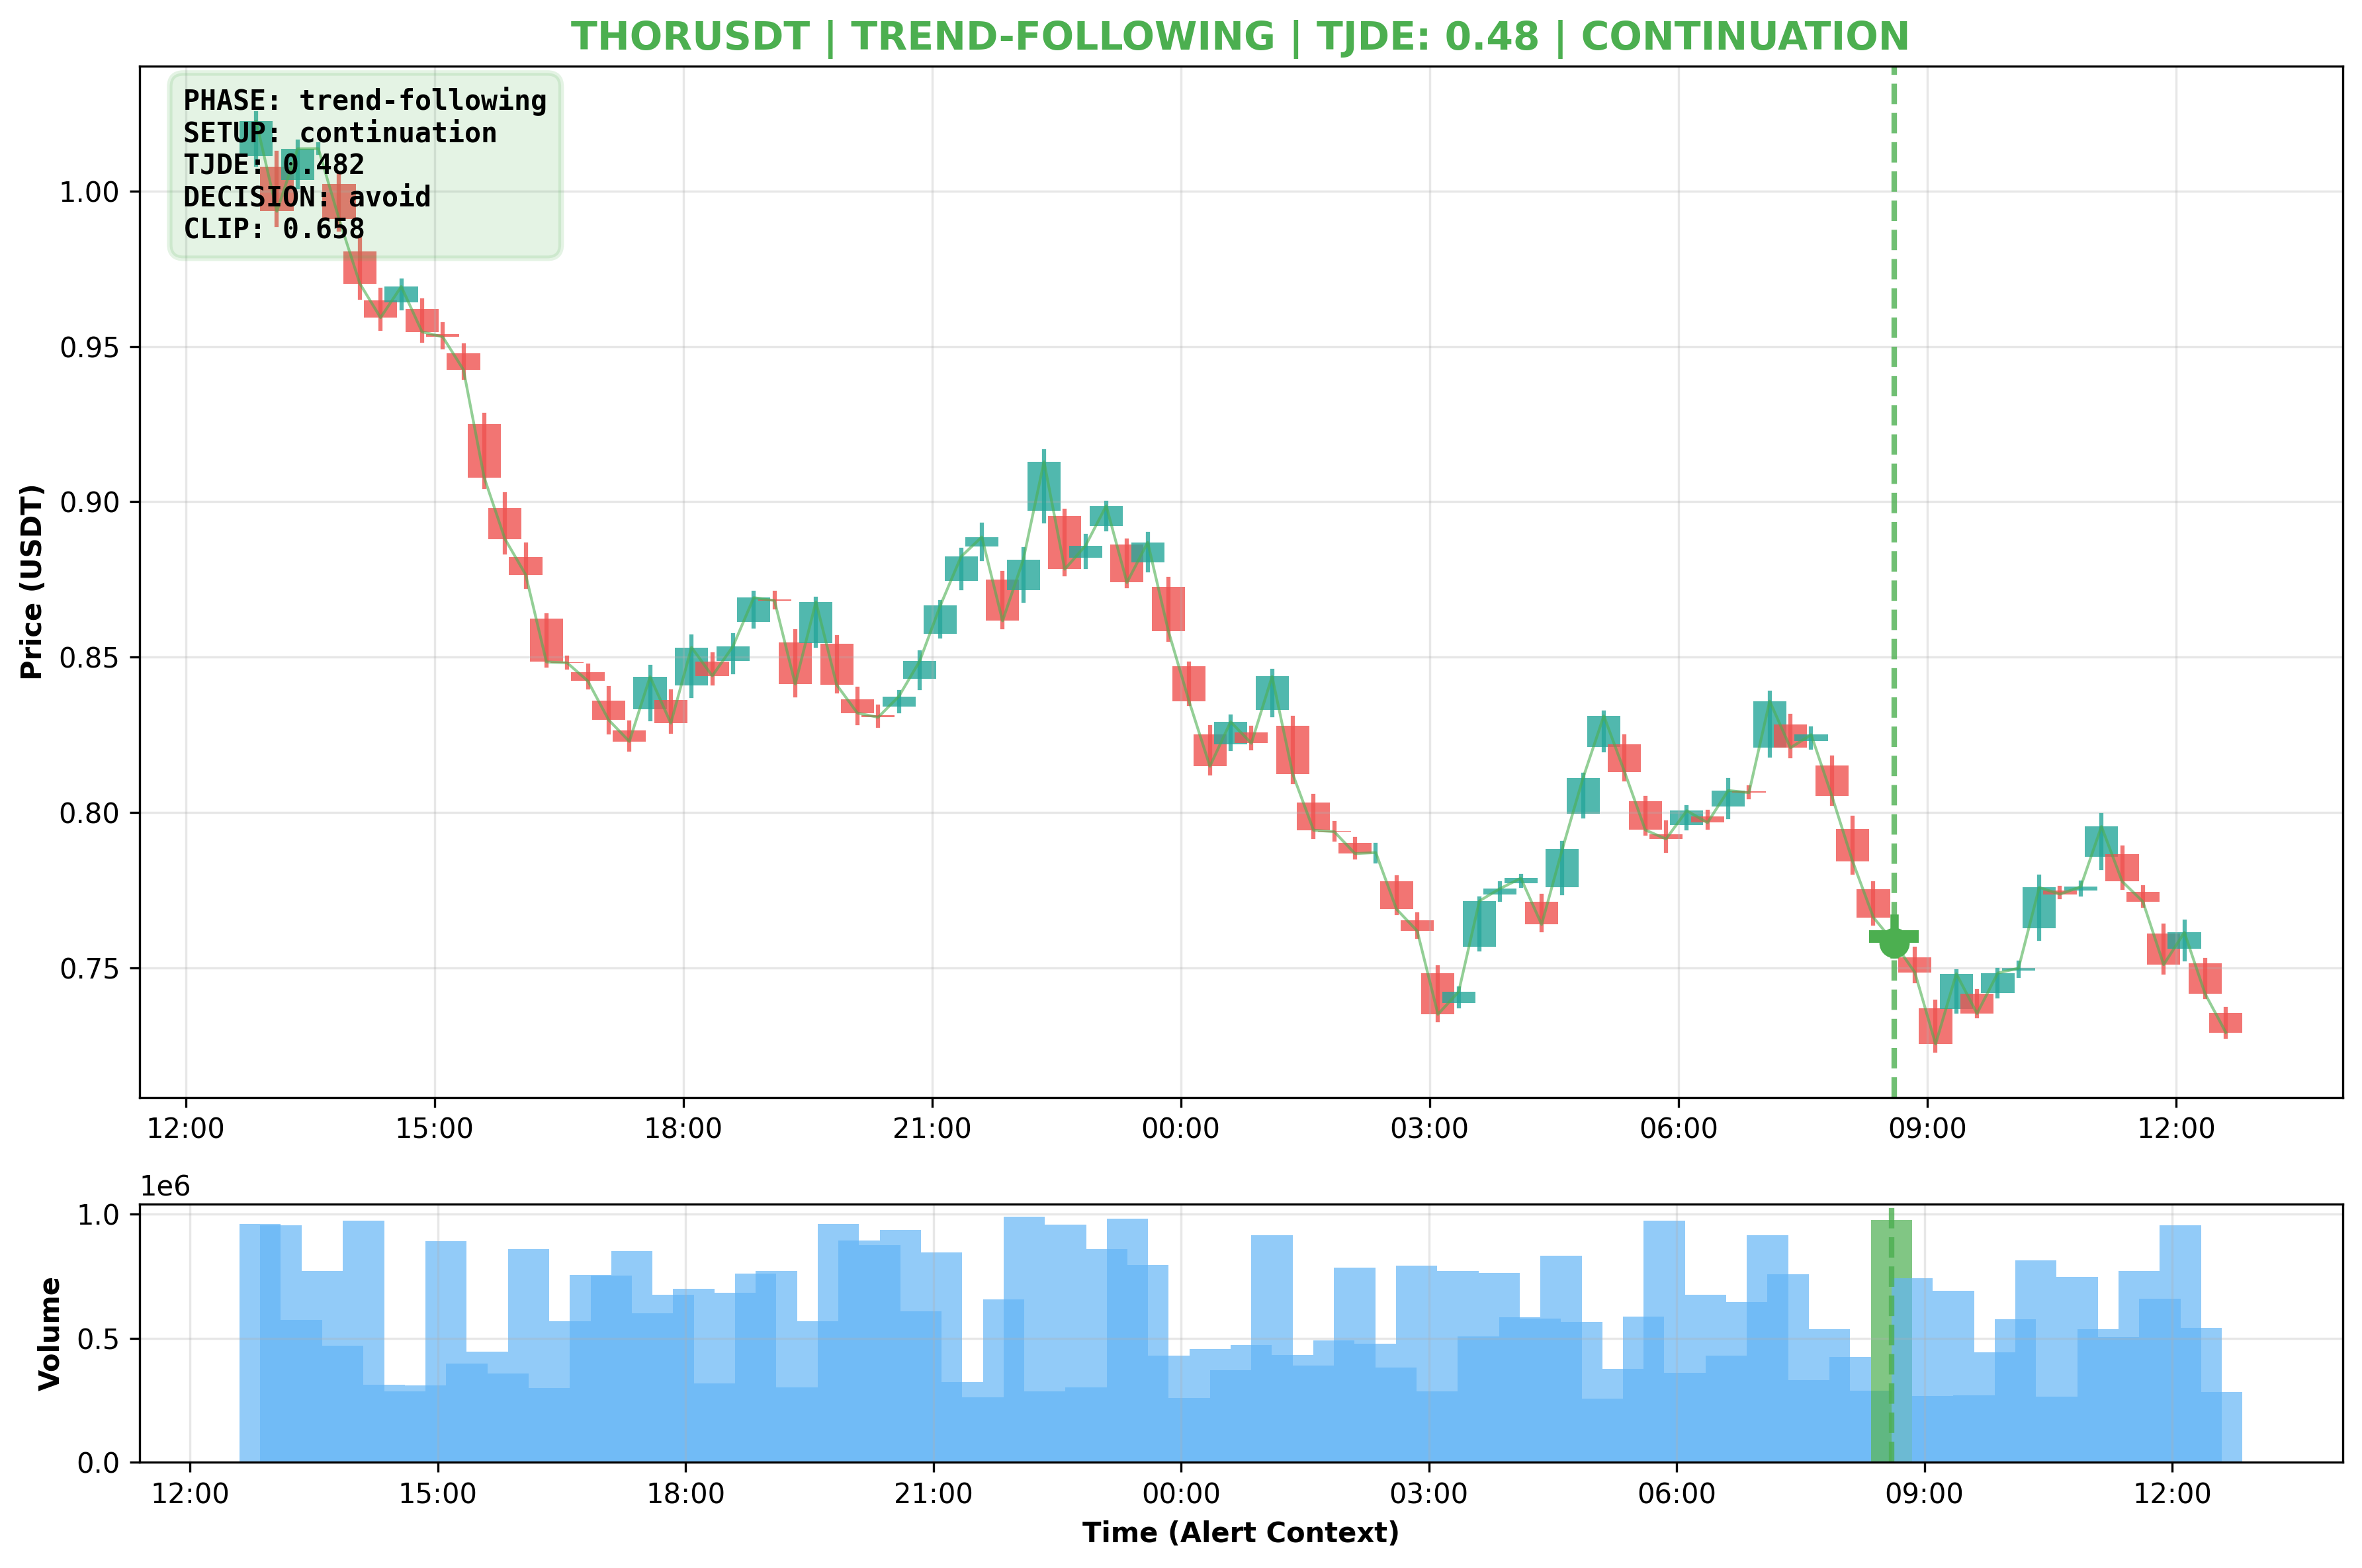 THORUSDT | TREND-FOLLOWING | TJDE: 0.48 | CONTINUATION
PHASE: trend-following
SETUP: continuation
TJDE: 0.482
DECISION: avoid
CLIP: 0.658
Price (USDT)
1.00
0.95
0.90
0.85
0.80
0.75
12:00 15:00 18:00 21:00 00:00 03:00 06:00 09:00 12:00
1e6
Volume
1.0
0.5
0.0
12:00 15:00 18:00 21:00 00:00 03:00 06:00 09:00 12:00
Time (Alert Context)